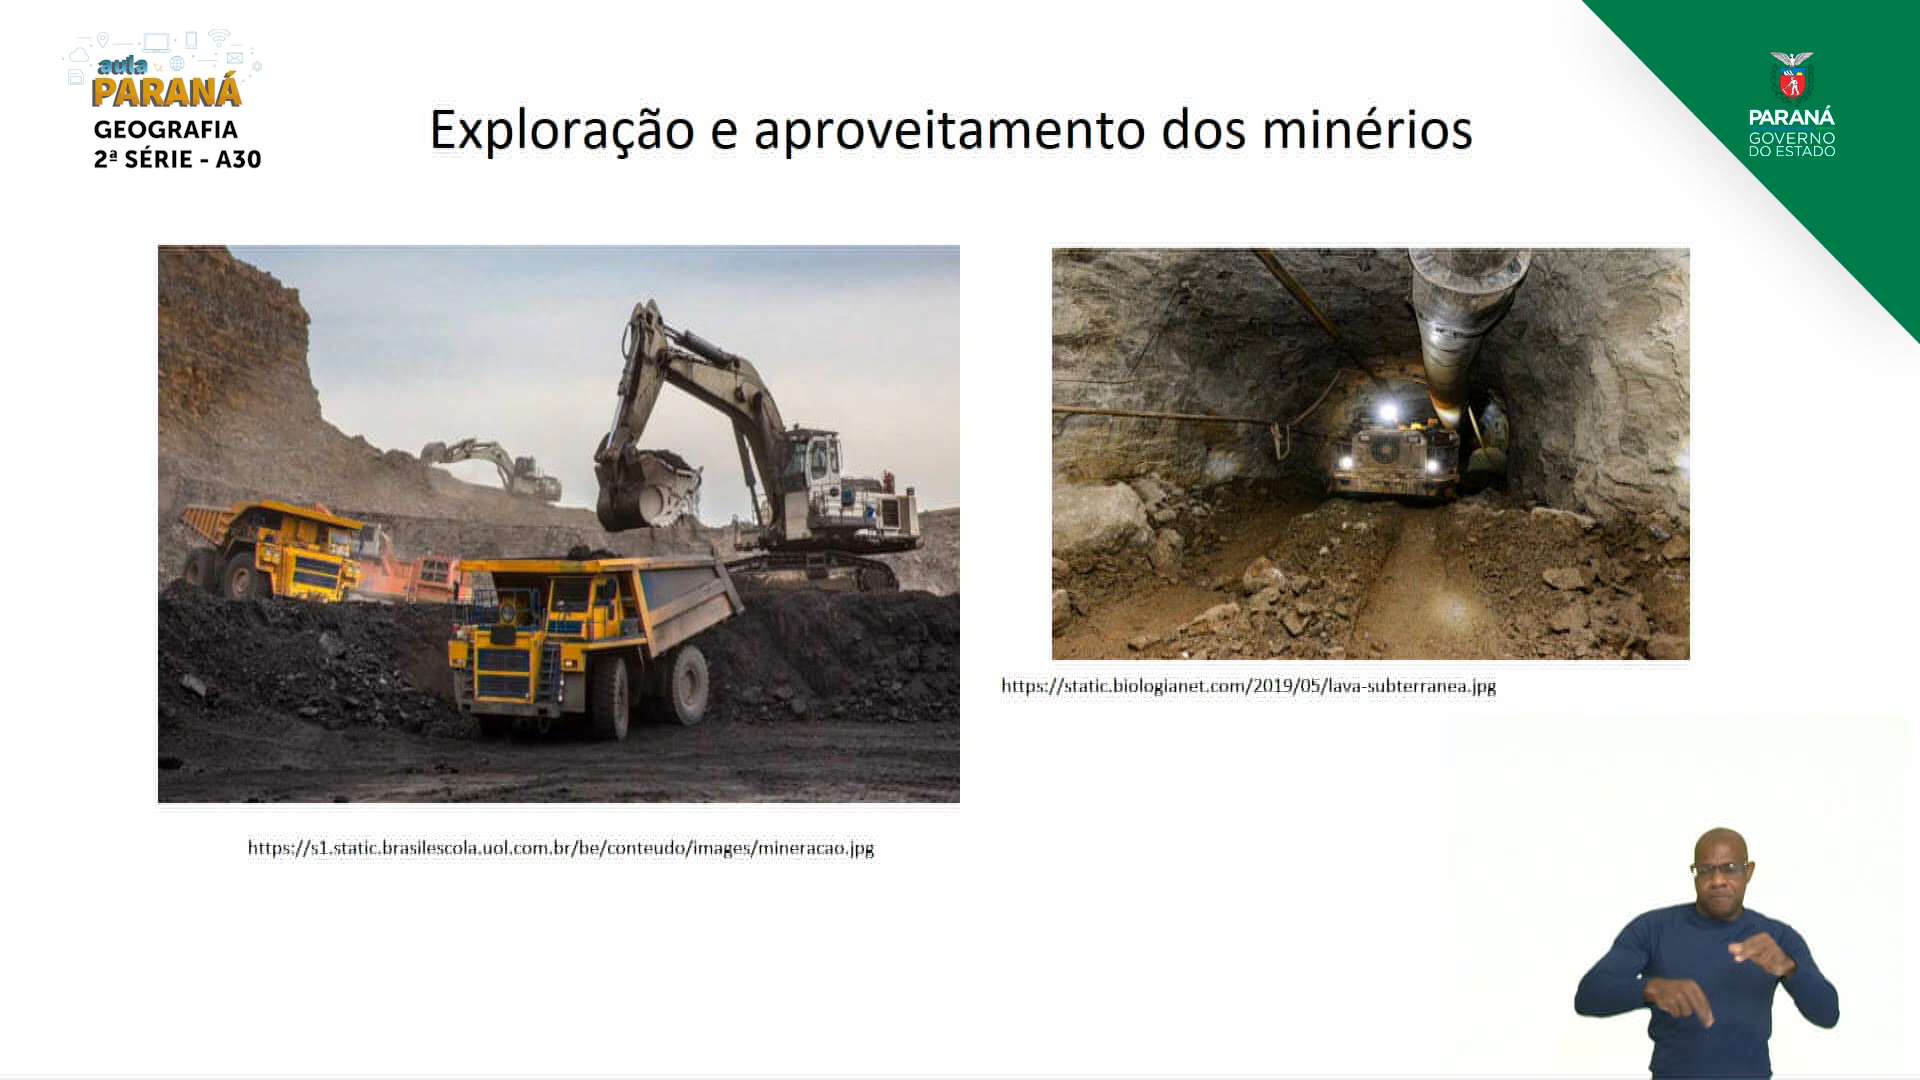 aula
PARANÁ
GEOGRAFIA
2ª SÉRIE - A30
Exploração e aproveitamento dos minérios
PARANÁ
GOVERNO
DO ESTADO
https://static.biologianet.com/2019/05/lava-subterranea.jpg
https://s1.static.brasilescola.uol.com.br/be/conteudo/images/mineracao.jpg